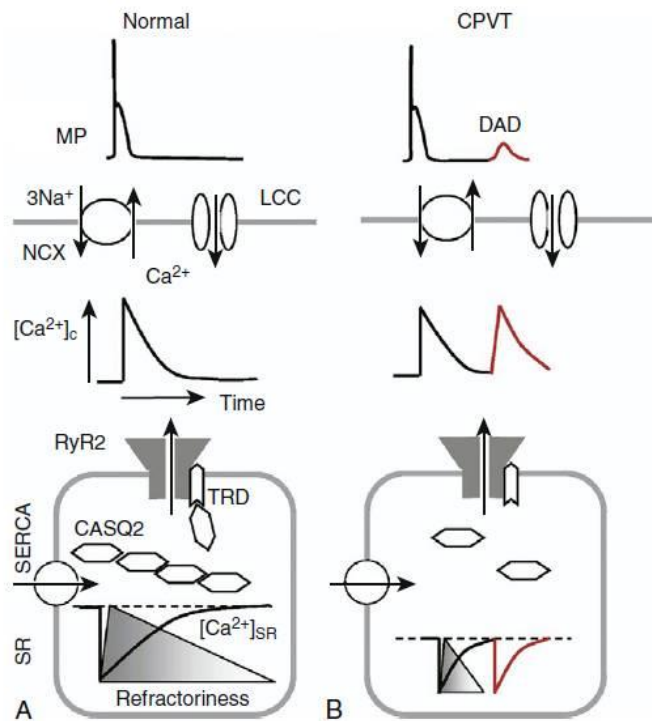 Normal
CPVT
MP
DAD
3Na⁺
LCC
NCX
Ca²⁺
[Ca²⁺]c
Time
RyR2
TRD
CASQ2
SERCA
[Ca²⁺]SR
SR
Refractoriness
A
B